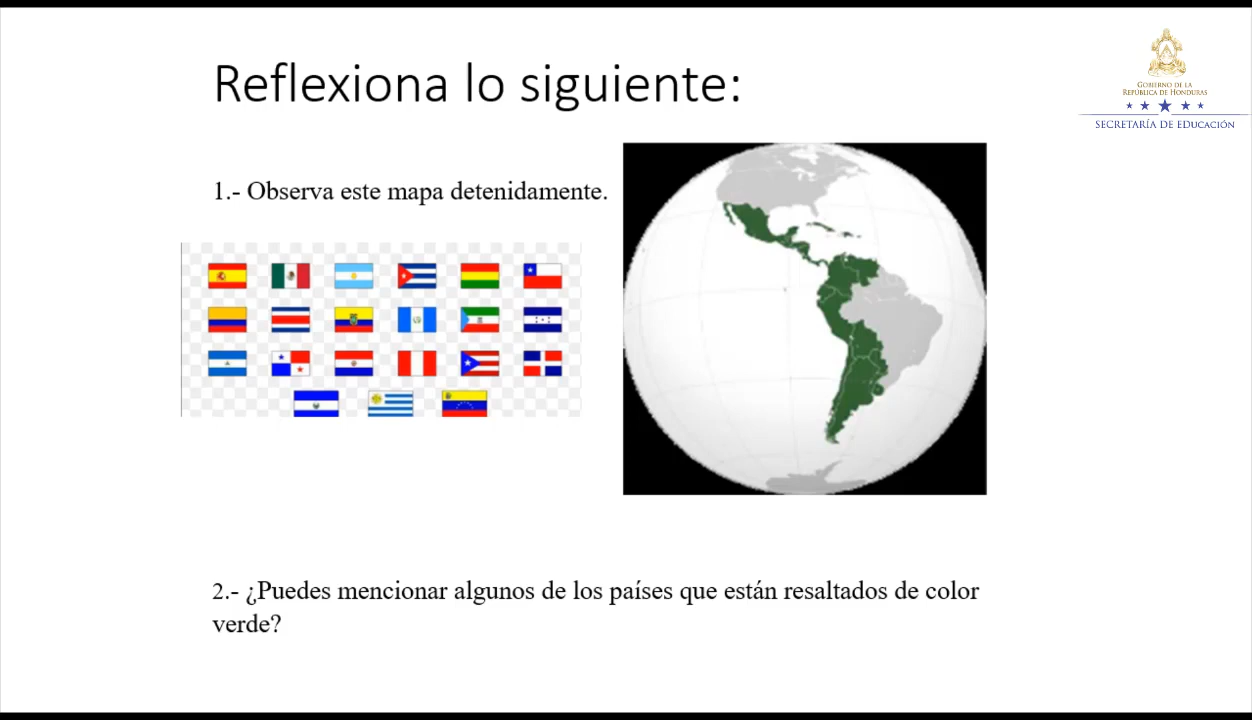 Reflexiona lo siguiente:
GOBIERNO DE LA
REPÚBLICA DE HONDURAS
SECRETARÍA DE EDUCACIÓN
1.- Observa este mapa detenidamente.
2.- ¿Puedes mencionar algunos de los países que están resaltados de color
verde?